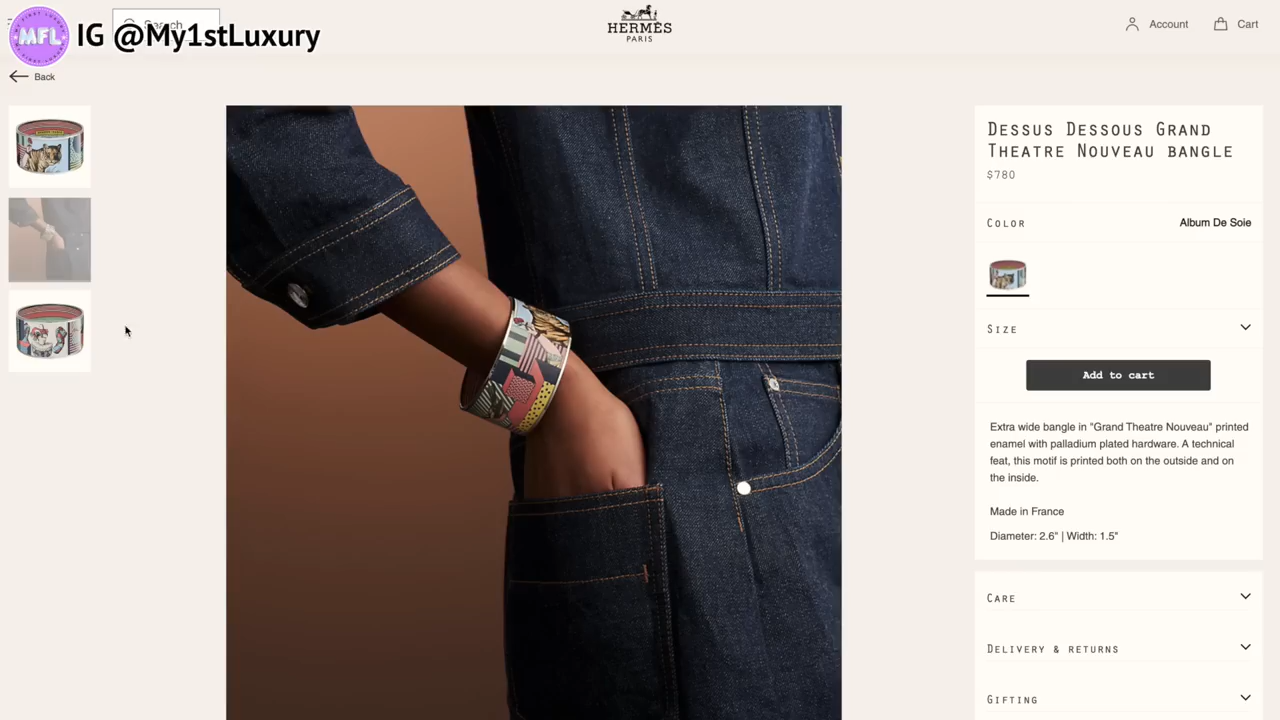 MFL
IG @My1stLuxury
Search
HERMÈS
PARIS
Account
Cart
Back
Dessus Dessous Grand
Theatre Nouveau bangle
$780
Color
Album De Soie
Size
Add to cart
Extra wide bangle in "Grand Theatre Nouveau" printed
enamel with palladium plated hardware. A technical
feat, this motif is printed both on the outside and on
the inside.
Made in France
Diameter: 2.6" | Width: 1.5"
Care
Delivery & returns
Gifting